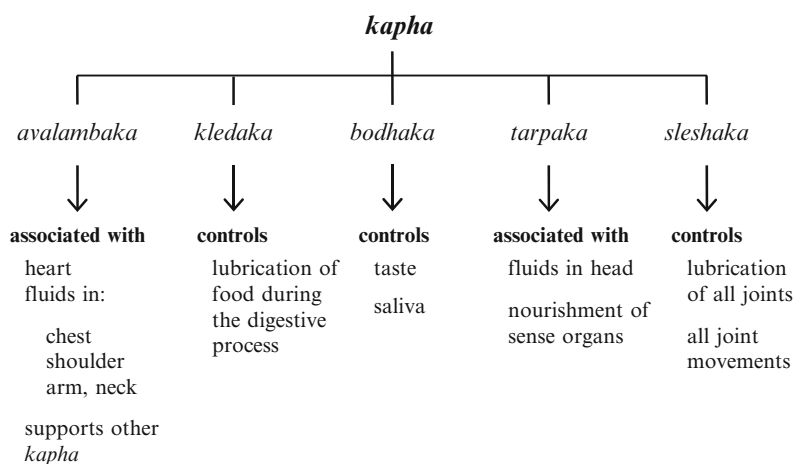 kapha
avalambaka
kledaka
bodhaka
tarpaka
sleshaka
associated with
heart
fluids in:
chest
shoulder
arm, neck
supports other
kapha
controls
lubrication of
food during
the digestive
process
controls
taste
saliva
associated with
fluids in head
nourishment of
sense organs
controls
lubrication
of all joints
all joint
movements